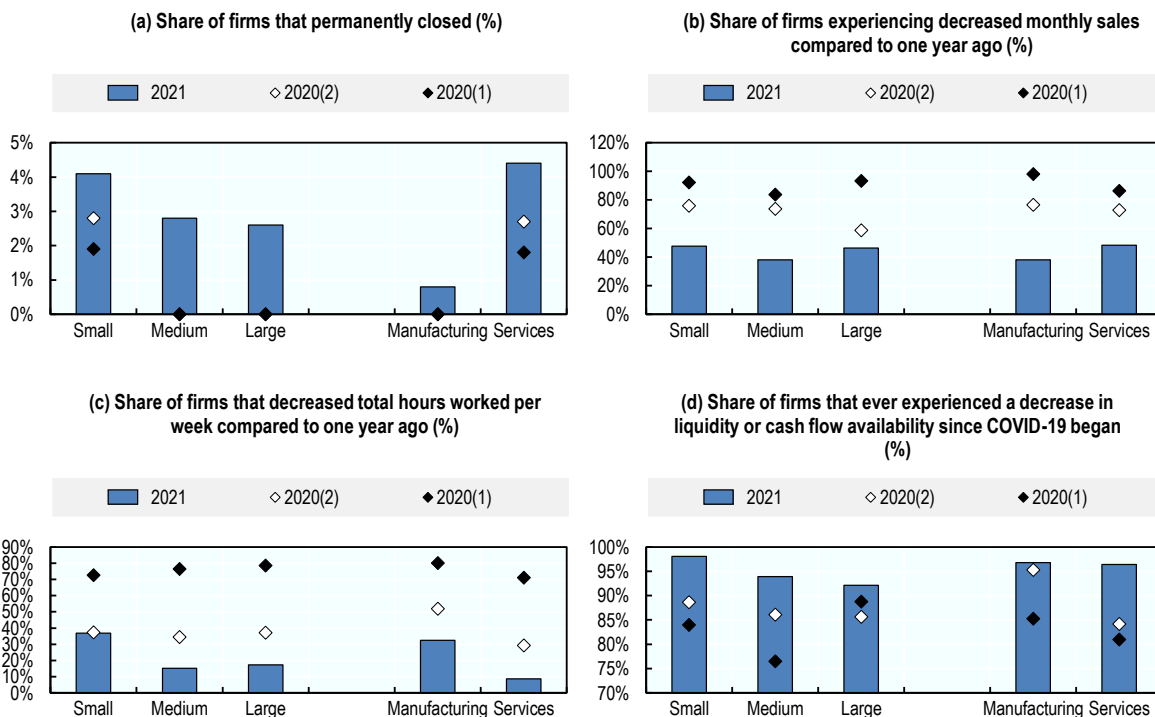 (a) Share of firms that permanently closed (%)
2021 2020(2) 2020(1)
5%
4%
3%
2%
1%
0%
Small Medium Large Manufacturing Services
(b) Share of firms experiencing decreased monthly sales
compared to one year ago (%)
2021 2020(2) 2020(1)
120%
100%
80%
60%
40%
20%
0%
Small Medium Large Manufacturing Services
(c) Share of firms that decreased total hours worked per
week compared to one year ago (%)
2021 2020(2) 2020(1)
90%
80%
70%
60%
50%
40%
30%
20%
10%
0%
Small Medium Large Manufacturing Services
(d) Share of firms that ever experienced a decrease in
liquidity or cash flow availability since COVID-19 began
(%)
2021 2020(2) 2020(1)
100%
95%
90%
85%
80%
75%
70%
Small Medium Large Manufacturing Services